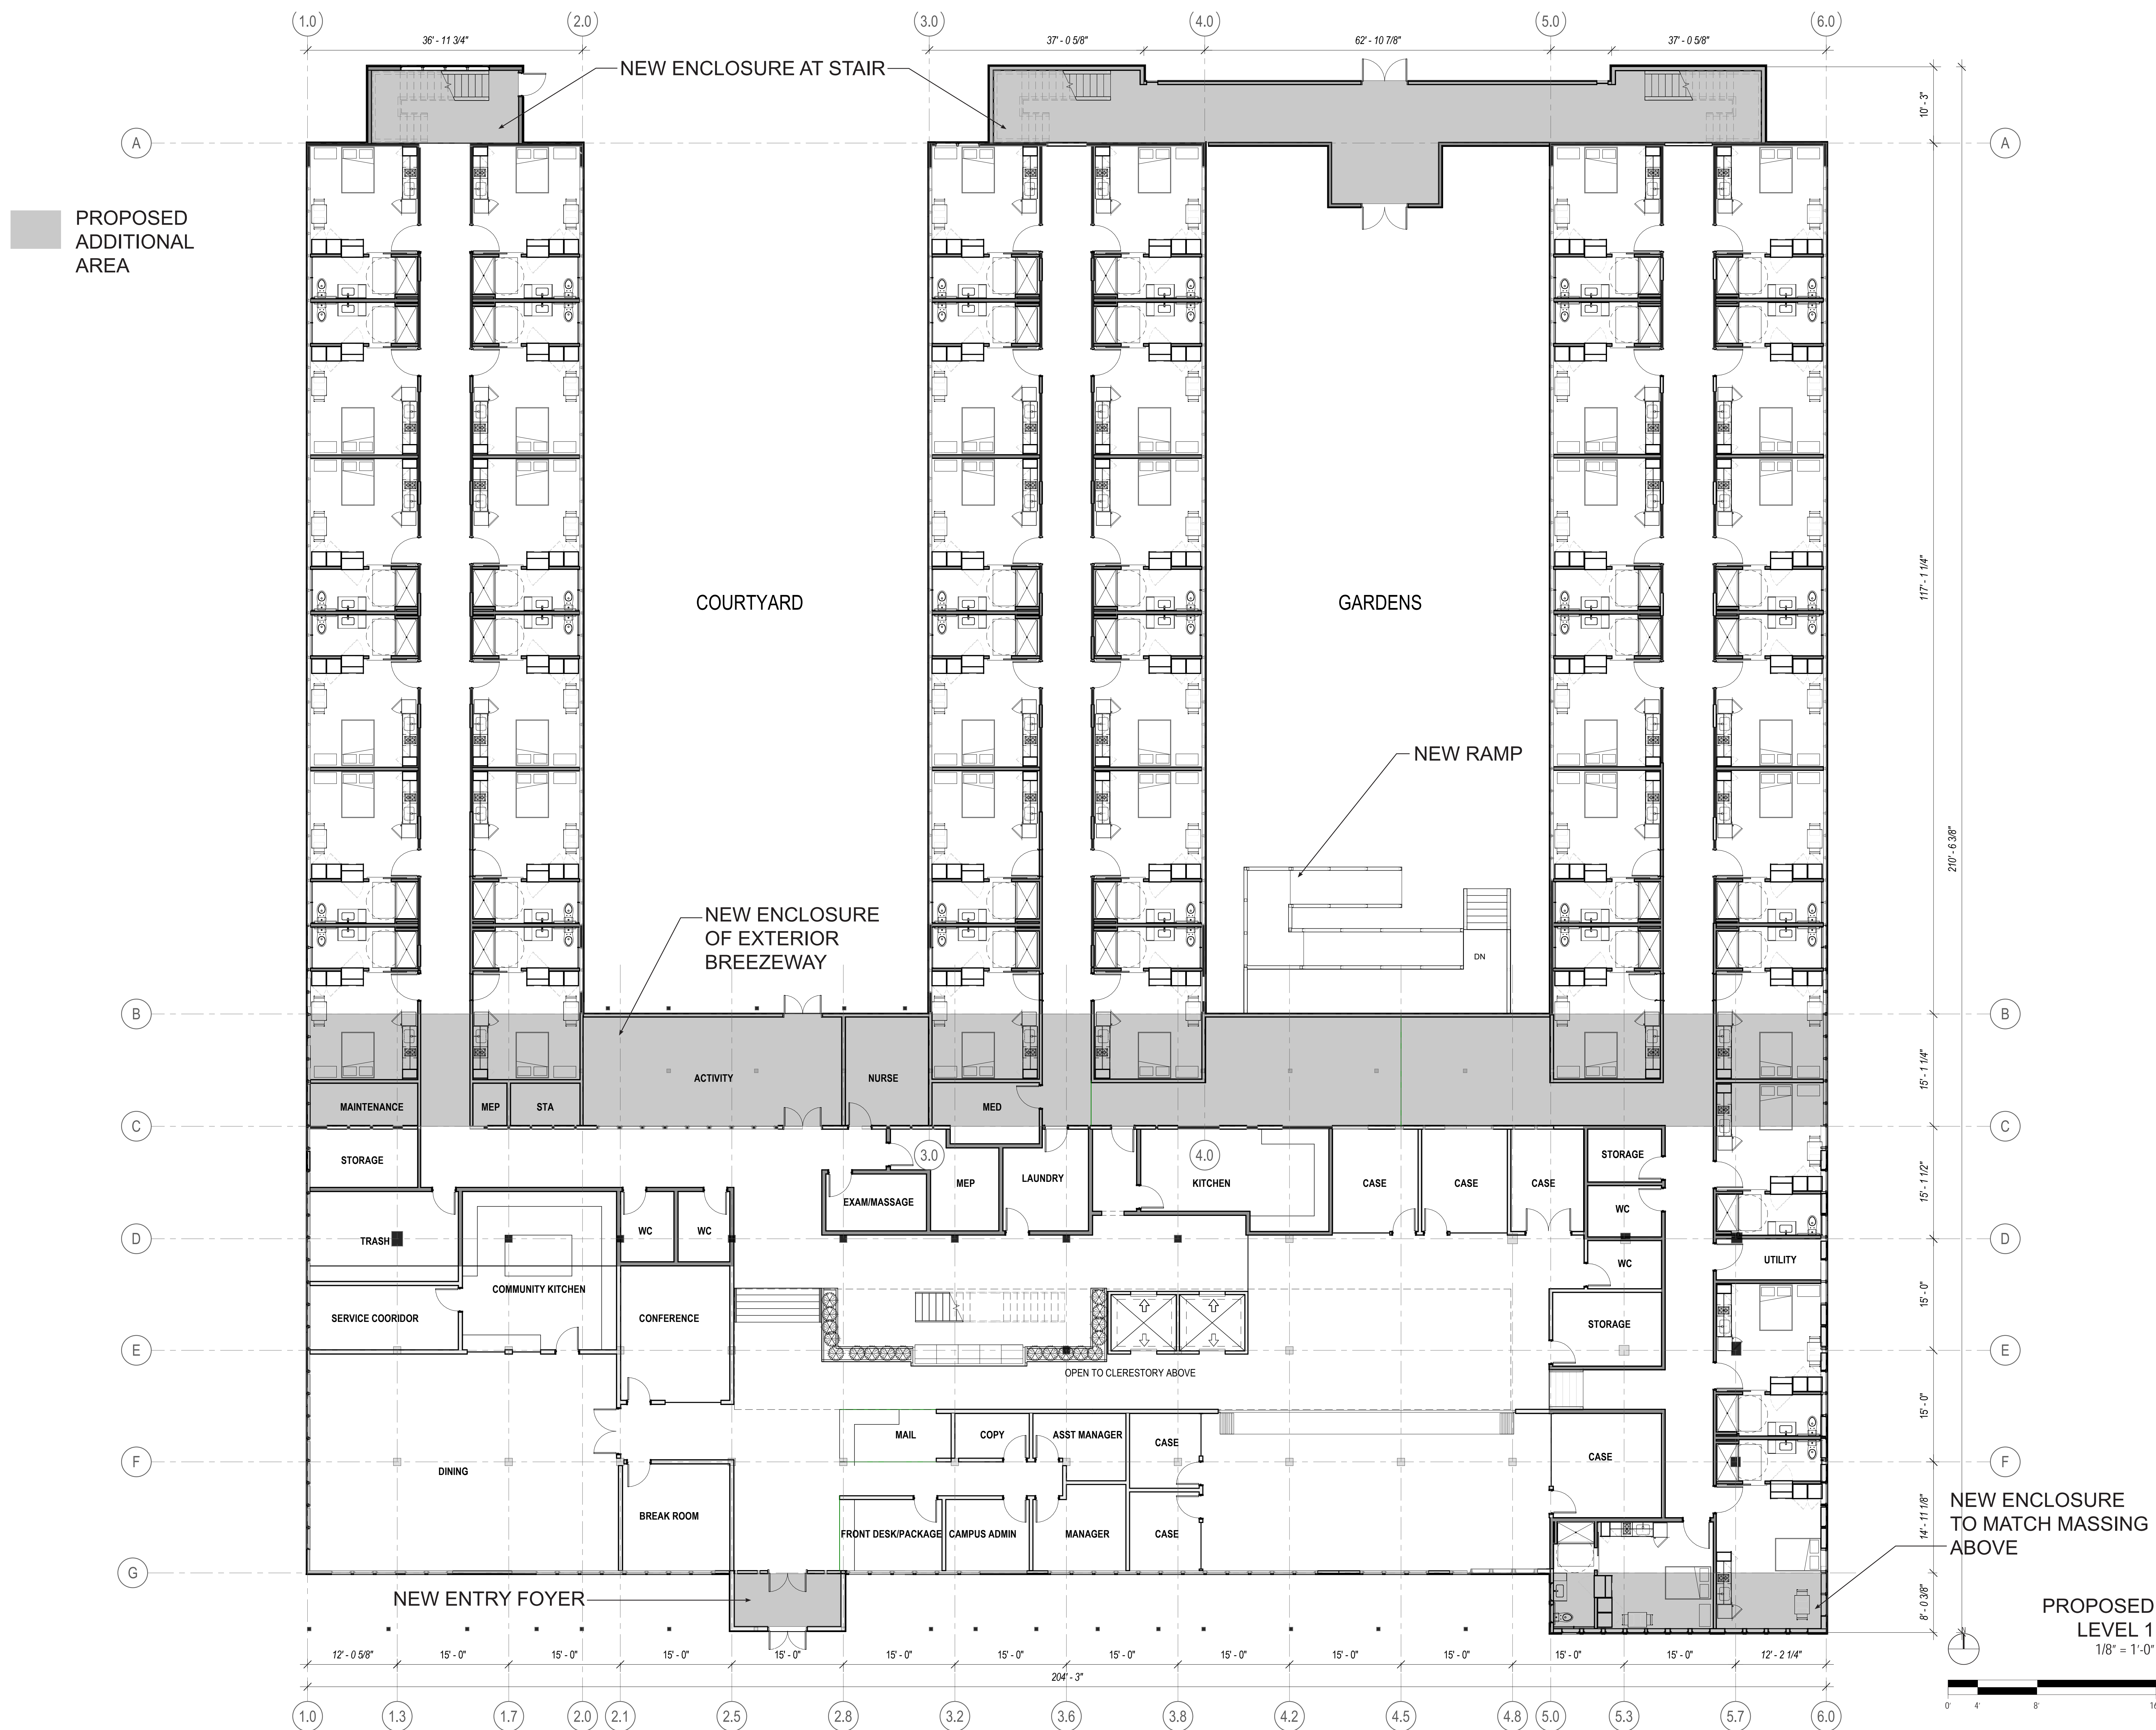 1.0 2.0 3.0 4.0 5.0 6.0
36' - 11 3/4" 37' - 0 5/8" 62' - 10 7/8" 37' - 0 5/8"
NEW ENCLOSURE AT STAIR
10' - 3"
A A
PROPOSED
ADDITIONAL
AREA
COURTYARD GARDENS
117' - 1 1/4"
NEW RAMP
210' - 6 3/8"
NEW ENCLOSURE
OF EXTERIOR
BREEZEWAY
DN
B B
15' - 1 1/4"
ACTIVITY NURSE
MAINTENANCE MEP STA MED
C C
3.0 4.0
STORAGE MEP LAUNDRY KITCHEN CASE CASE CASE STORAGE
15' - 1 1/2"
EXAM/MASSAGE
WC WC WC
D D
TRASH
UTILITY
WC
COMMUNITY KITCHEN
15' - 0"
SERVICE COORIDOR CONFERENCE STORAGE
E E
OPEN TO CLERESTORY ABOVE
15' - 0"
MAIL COPY ASST MANAGER CASE
CASE
F F
DINING
NEW ENCLOSURE
TO MATCH MASSING
ABOVE
14' - 11 1/8"
BREAK ROOM
FRONT DESK/PACKAGE CAMPUS ADMIN MANAGER CASE
G
NEW ENTRY FOYER
8' - 0 3/8"
PROPOSED
LEVEL 1
1/8" = 1'-0"
N
12' - 0 5/8" 15' - 0" 15' - 0" 15' - 0" 15' - 0" 15' - 0" 15' - 0" 15' - 0" 15' - 0" 15' - 0" 15' - 0" 15' - 0" 15' - 0" 12' - 2 1/4"
204' - 3"
0' 4' 8' 16
1.0 1.3 1.7 2.0 2.1 2.5 2.8 3.2 3.6 3.8 4.2 4.5 4.8 5.0 5.3 5.7 6.0